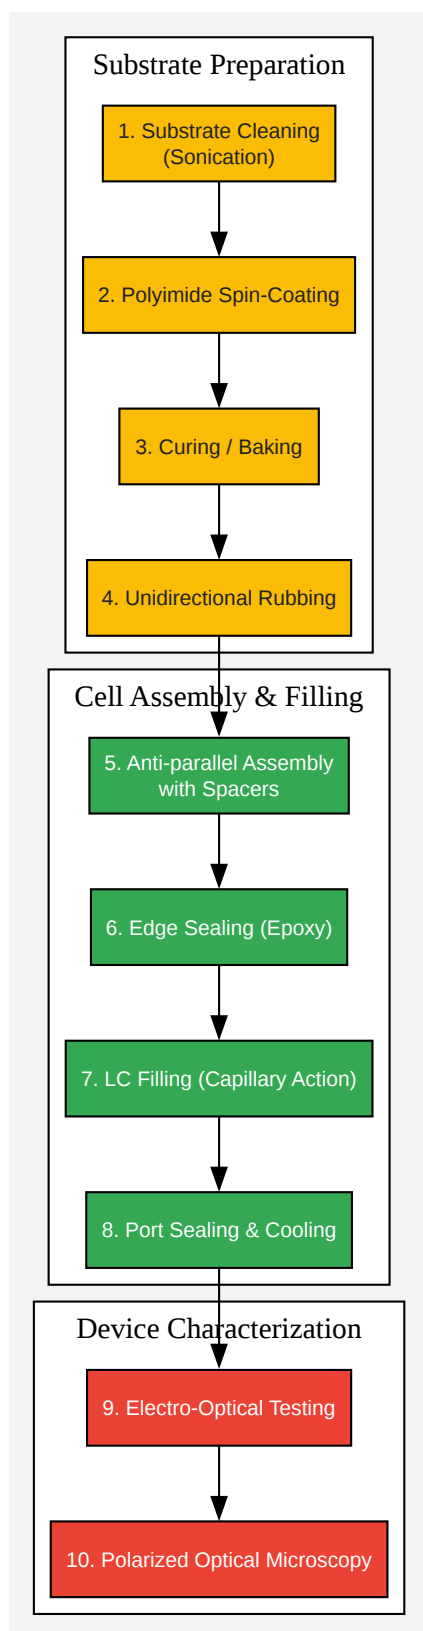 Substrate Preparation
1. Substrate Cleaning
(Sonication)
2. Polyimide Spin-Coating
3. Curing / Baking
4. Unidirectional Rubbing
Cell Assembly & Filling
5. Anti-parallel Assembly
with Spacers
6. Edge Sealing (Epoxy)
7. LC Filling (Capillary Action)
8. Port Sealing & Cooling
Device Characterization
9. Electro-Optical Testing
10. Polarized Optical Microscopy